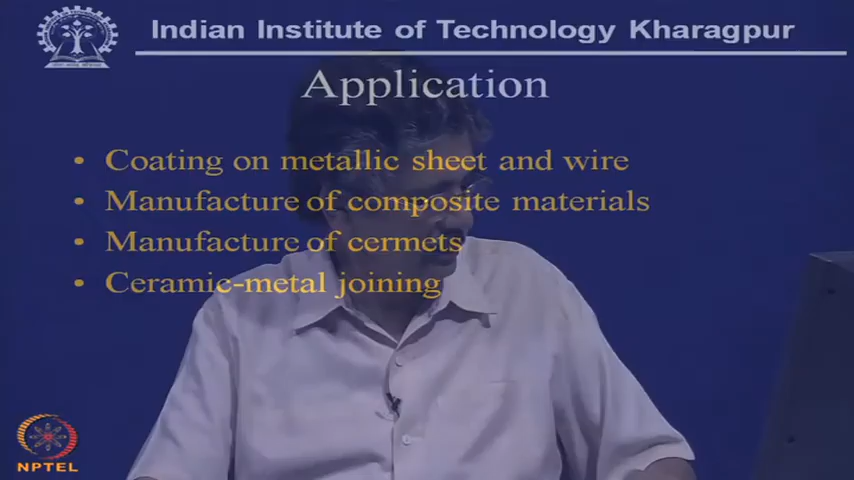 Indian Institute of Technology Kharagpur
Application
• Coating on metallic sheet and wire
• Manufacture of composite materials
• Manufacture of cermets
• Ceramic-metal joining
NPTEL